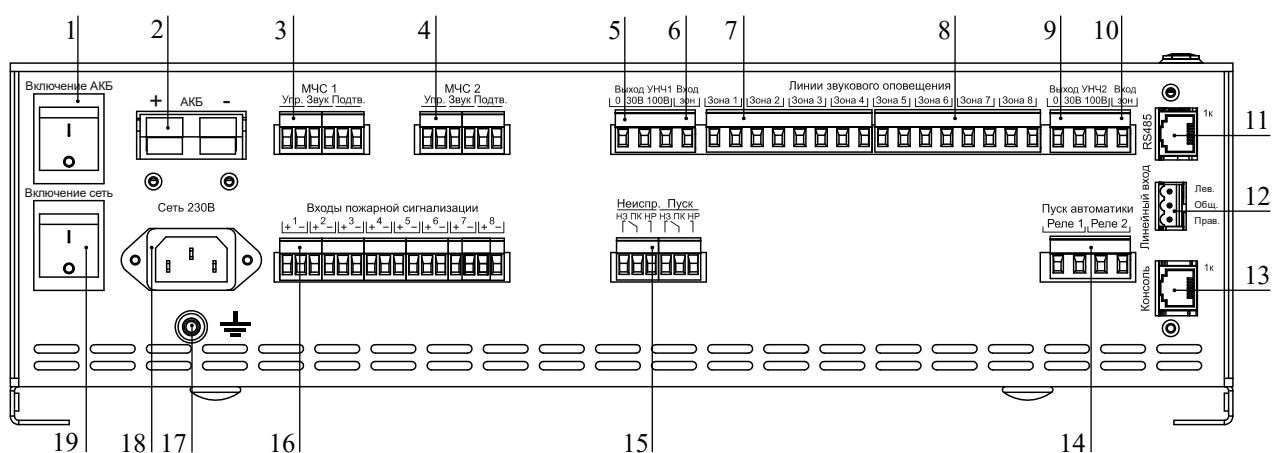 1 2 3 4 5 6 7 8 9 10
Включение АКБ
+ АКБ -
МЧС 1
Упр. Звук Подтв.
МЧС 2
Упр. Звук Подтв.
Выход УНЧ1 Вход
0 30В 100В зон
Линии звукового оповещения
Зона 1 Зона 2 Зона 3 Зона 4 Зона 5 Зона 6 Зона 7 Зона 8
Выход УНЧ2 Вход
0 30В 100В зон
RS485
1к
11
Включение сеть
Сеть 230В
Входы пожарной сигнализации
+ 1 − + 2 − + 3 − + 4 − + 5 − + 6 − + 7 − + 8 −
Неиспр. Пуск
НЗ ПК НР НЗ ПК НР
Пуск автоматики
Реле 1 Реле 2
Линейный вход
Лев.
Общ.
Прав.
12
Консоль
1к
13
19 18 17 16 15 14